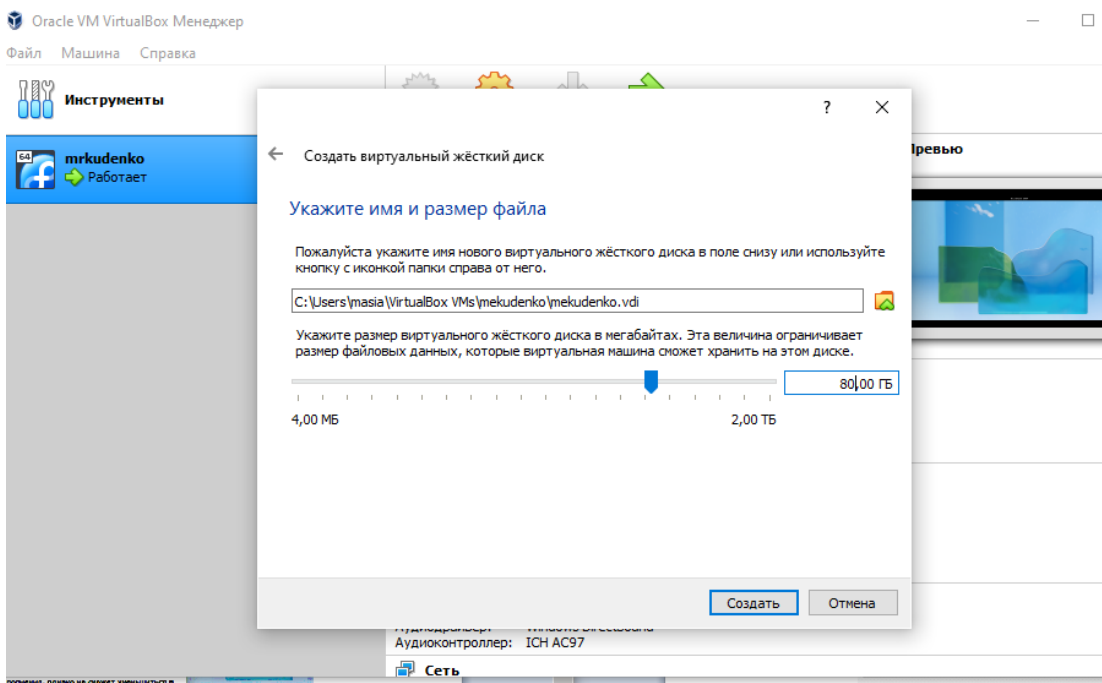 Oracle VM VirtualBox Менеджер
Файл Машина Справка
Инструменты
64
mrkudenko
Работает
?
Создать виртуальный жёсткий диск
Укажите имя и размер файла
Пожалуйста укажите имя нового виртуального жёсткого диска в поле снизу или используйте
кнопку с иконкой папки справа от него.
C:\Users\masia\VirtualBox VMs\mekudenko\mekudenko.vdi
Укажите размер виртуального жёсткого диска в мегабайтах. Эта величина ограничивает
размер файловых данных, которые виртуальная машина сможет хранить на этом диске.
80,00 ГБ
4,00 МБ
2,00 ТБ
Создать
Отмена
Превью
Аудиодрайвер: Windows DirectSound
Аудиоконтроллер: ICH AC97
Сеть